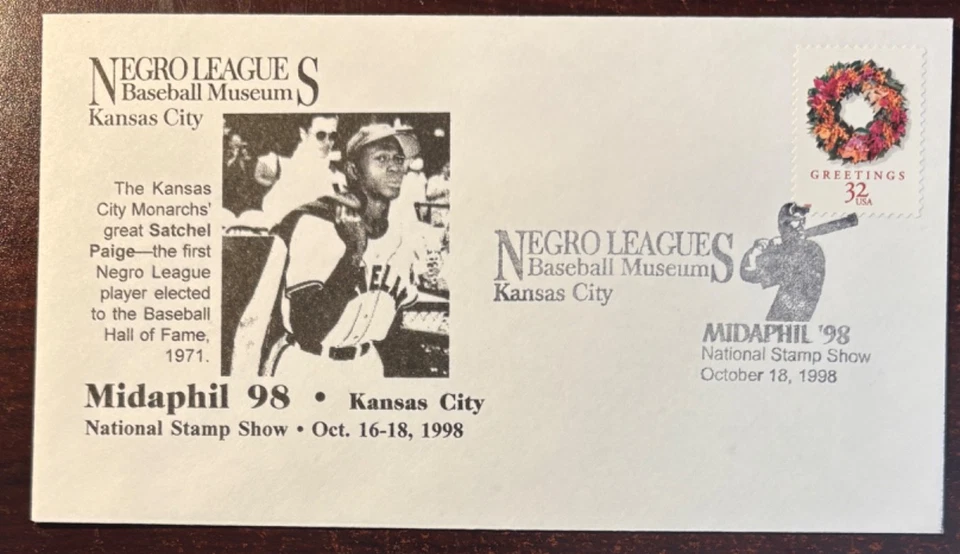 NEGRO LEAGUES
Baseball Museum
Kansas City
The Kansas
City Monarchs'
great Satchel
Paige—the first
Negro League
player elected
to the Baseball
Hall of Fame,
1971.
Midaphil 98 • Kansas City
National Stamp Show • Oct. 16-18, 1998
GREETINGS
32
USA
NEGRO LEAGUES
Baseball Museum
Kansas City
MIDAPHIL '98
National Stamp Show
October 18, 1998